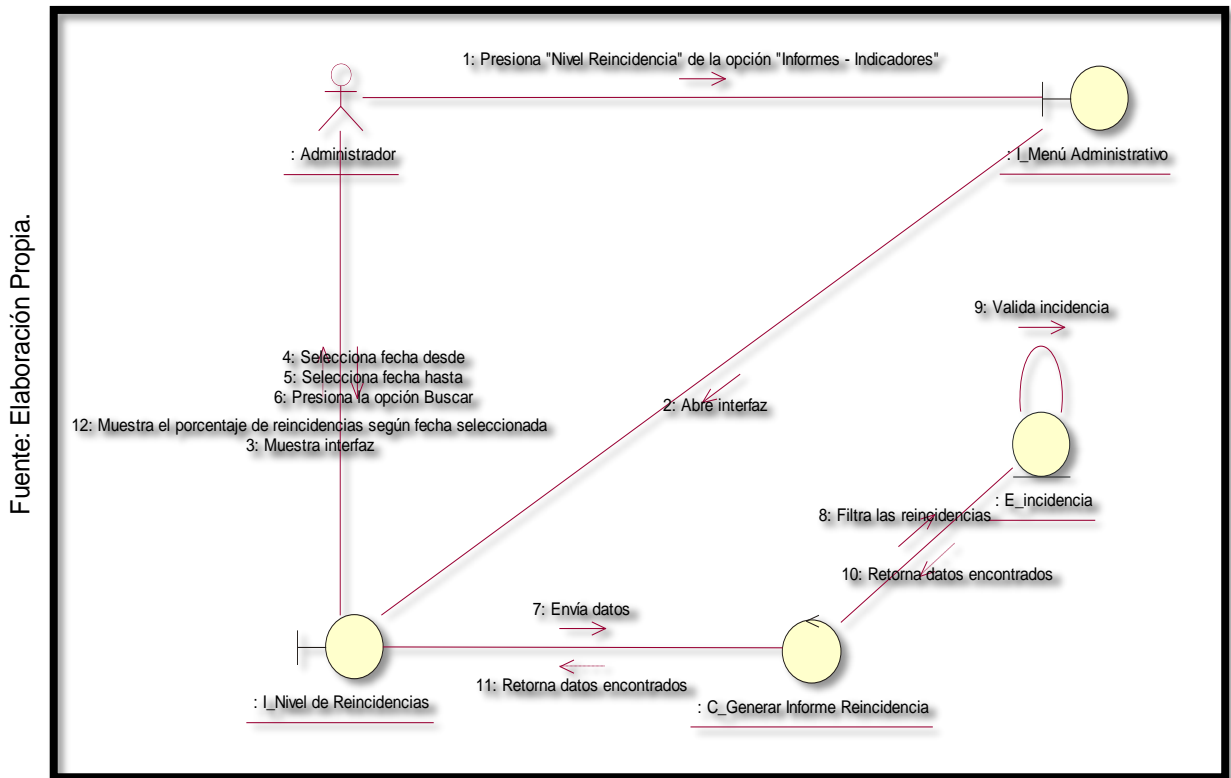 Fuente: Elaboración Propia.
1: Presiona "Nivel Reincidencia" de la opción "Informes - Indicadores"
: Administrador
: I_Menú Administrativo
9: Valida incidencia
4: Selecciona fecha desde
5: Selecciona fecha hasta
6: Presiona la opción Buscar
12: Muestra el porcentaje de reincidencias según fecha seleccionada
3: Muestra interfaz
2: Abre interfaz
: E_incidencia
8: Filtra las reincidencias
10: Retorna datos encontrados
7: Envía datos
11: Retorna datos encontrados
: I_Nivel de Reincidencias
: C_Generar Informe Reincidencia